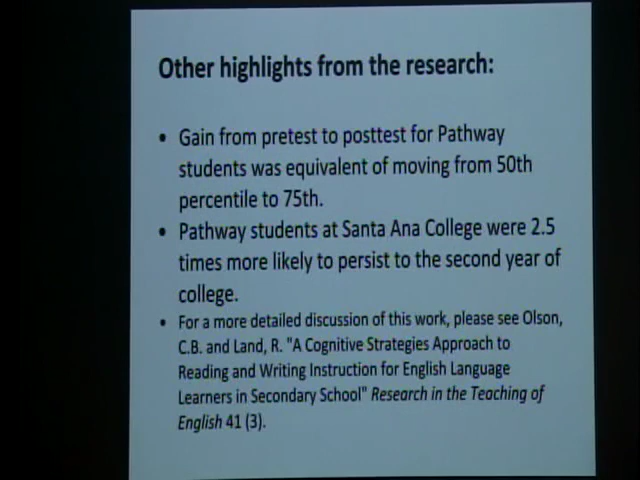 Other highlights from the research:
• Gain from pretest to posttest for Pathway
students was equivalent of moving from 50th
percentile to 75th.
• Pathway students at Santa Ana College were 2.5
times more likely to persist to the second year of
college.
• For a more detailed discussion of this work, please see Olson,
C.B. and Land, R. "A Cognitive Strategies Approach to
Reading and Writing Instruction for English Language
Learners in Secondary School" Research in the Teaching of
English 41 (3).